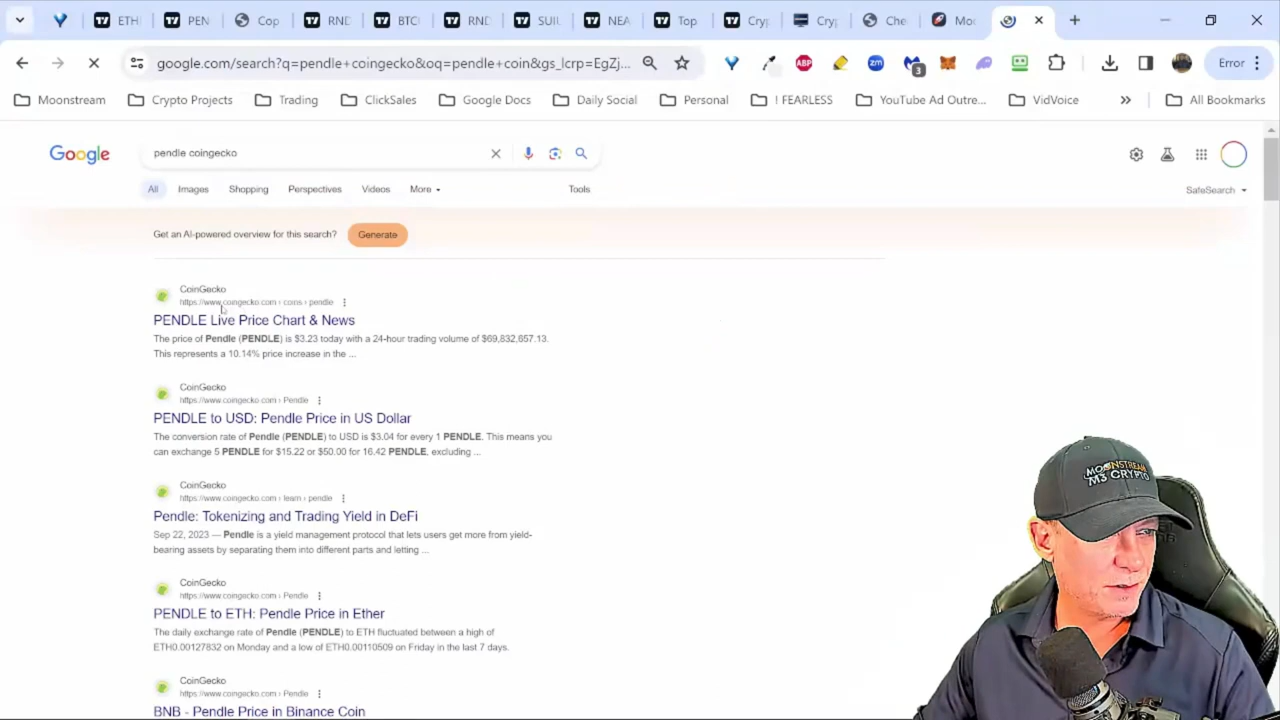 ETH
PEN
Cop
RND
BTC
RND
SUI
NEA
Top
Cryp
Cryp
Che
Moo
google.com/search?q=pendle+coingecko&oq=pendle+coin&gs_lcrp=EgZj...
ABP
zm
3
Error
Moonstream
Crypto Projects
Trading
ClickSales
Google Docs
Daily Social
Personal
! FEARLESS
YouTube Ad Outre...
VidVoice
All Bookmarks
Google
pendle coingecko
All
Images
Shopping
Perspectives
Videos
More
Tools
SafeSearch
Get an AI-powered overview for this search?
Generate
CoinGecko
https://www.coingecko.com › coins › pendle
PENDLE Live Price Chart & News
The price of Pendle (PENDLE) is $3.23 today with a 24-hour trading volume of $69,832,657.13.
This represents a 10.14% price increase in the ...
CoinGecko
https://www.coingecko.com › Pendle
PENDLE to USD: Pendle Price in US Dollar
The conversion rate of Pendle (PENDLE) to USD is $3.04 for every 1 PENDLE. This means you
can exchange 5 PENDLE for $15.22 or $50.00 for 16.42 PENDLE, excluding ...
CoinGecko
https://www.coingecko.com › learn › pendle
Pendle: Tokenizing and Trading Yield in DeFi
Sep 22, 2023 — Pendle is a yield management protocol that lets users get more from yield-
bearing assets by separating them into different parts and letting ...
CoinGecko
https://www.coingecko.com › Pendle
PENDLE to ETH: Pendle Price in Ether
The daily exchange rate of Pendle (PENDLE) to ETH fluctuated between a high of
ETH0.00127832 on Monday and a low of ETH0.00110509 on Friday in the last 7 days.
CoinGecko
https://www.coingecko.com › Pendle
BNB - Pendle Price in Binance Coin
MOONSTREAM
M3 CRYPTO